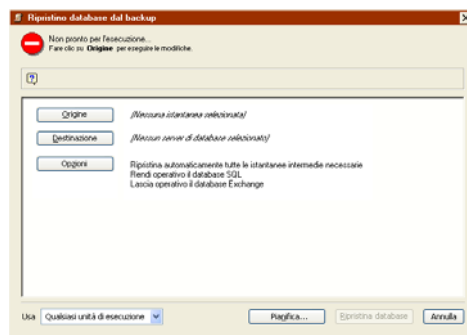 Ripristino database dal backup
Non pronto per l'esecuzione...
Fare clic su Origine per eseguire le modifiche.
Origine
[Nessuna istantanea selezionata]
Destinazione
[Nessun server di database selezionato]
Opzioni
Ripristina automaticamente tutte le istantanee intermedie necessarie
Rendi operativo il database SQL
Lascia operativo il database Exchange
Usa
Qualsiasi unità di esecuzione
Pianifica...
Ripristina database
Annulla